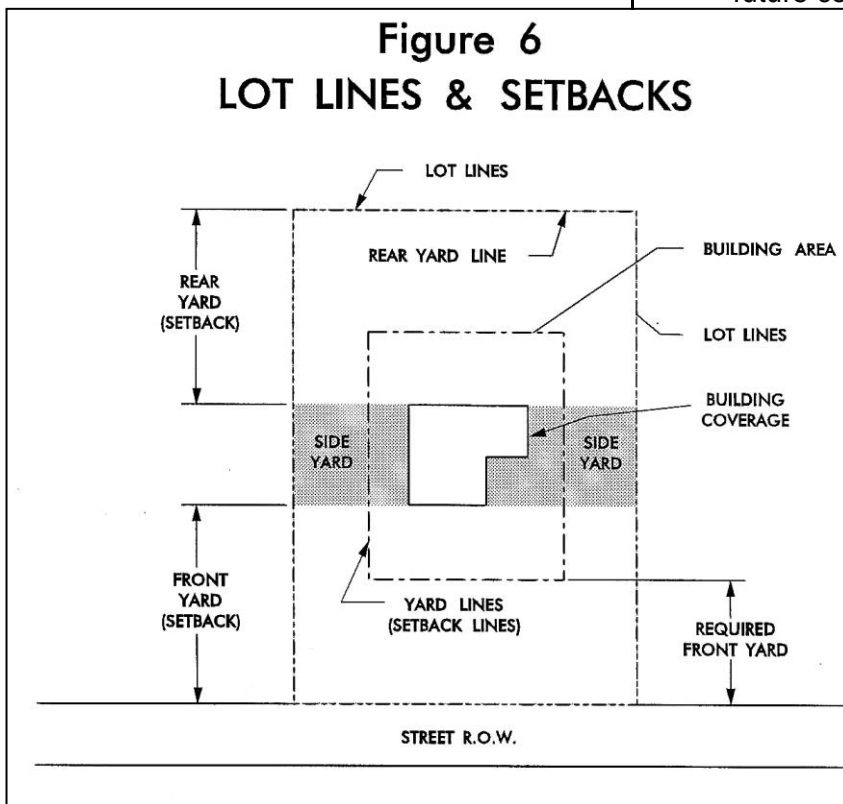 Figure 6
LOT LINES & SETBACKS
LOT LINES
REAR YARD LINE
BUILDING AREA
REAR
YARD
(SETBACK)
LOT LINES
BUILDING
COVERAGE
SIDE
YARD
SIDE
YARD
FRONT
YARD
(SETBACK)
YARD LINES
(SETBACK LINES)
REQUIRED
FRONT YARD
STREET R.O.W.